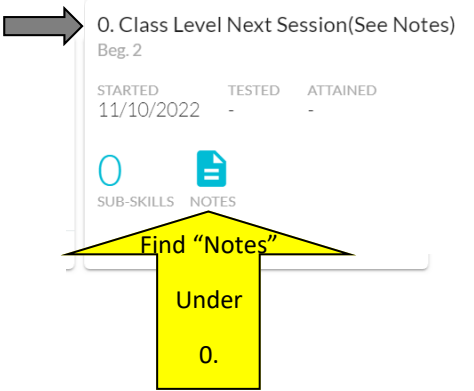 0. Class Level Next Session(See Notes)
Beg. 2
STARTED TESTED ATTAINED
11/10/2022 - -
0
SUB-SKILLS NOTES
Find “Notes”
Under
0.